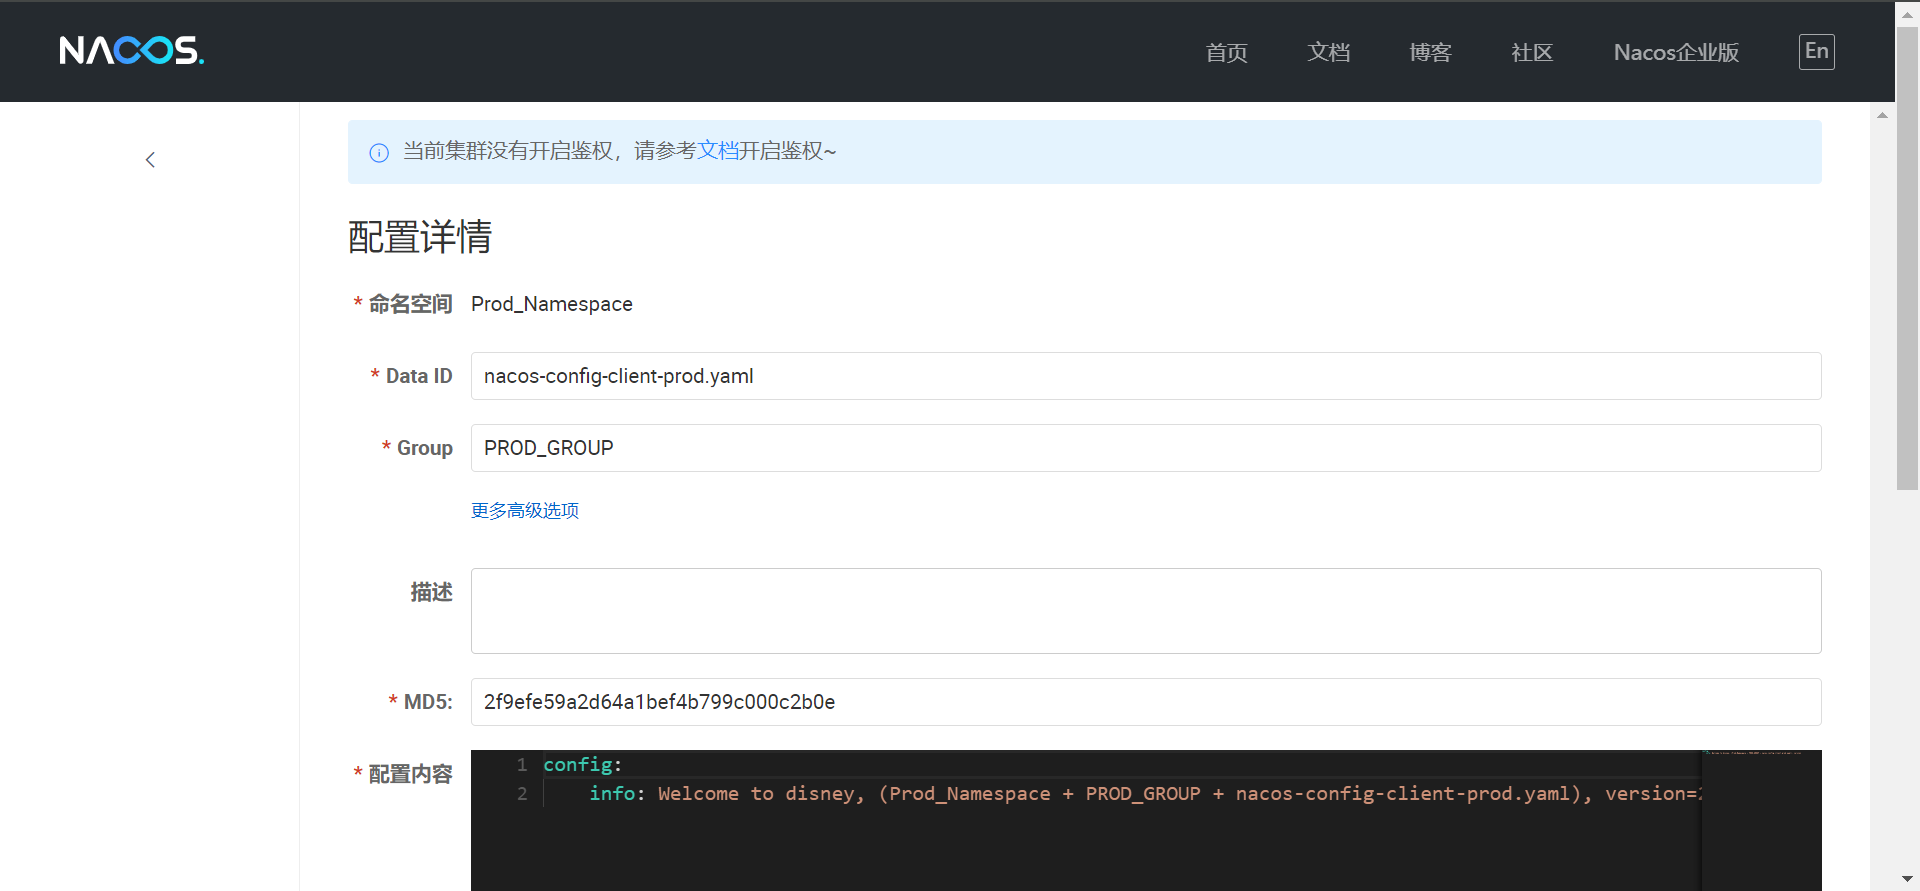 NACOS.
首页 文档 博客 社区 Nacos企业版 En
当前集群没有开启鉴权，请参考文档开启鉴权~
配置详情
* 命名空间 Prod_Namespace
* Data ID nacos-config-client-prod.yaml
* Group PROD_GROUP
更多高级选项
描述
* MD5: 2f9efe59a2d64a1bef4b799c000c2b0e
* 配置内容
1 config:
2 info: Welcome to disney, (Prod_Namespace + PROD_GROUP + nacos-config-client-prod.yaml), version=